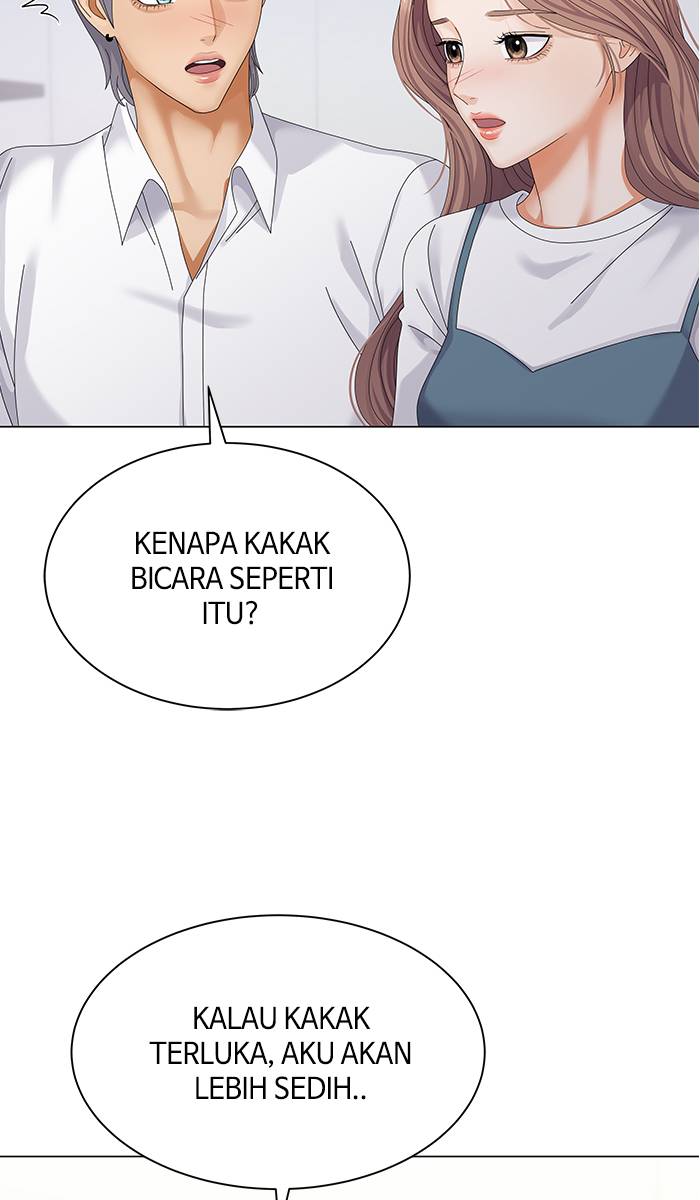 KENAPA KAKAK
BICARA SEPERTI
ITU?
KALAU KAKAK
TERLUKA, AKU AKAN
LEBIH SEDIH..